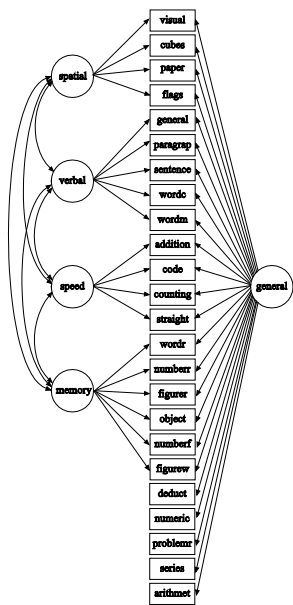 visual
cubes
paper
flags
general
paragrap
sentence
wordc
wordm
addition
code
counting
straight
wordr
numberr
figurer
object
numberf
figurew
deduct
numeric
problemr
series
arithmet
spatial
verbal
speed
memory
general